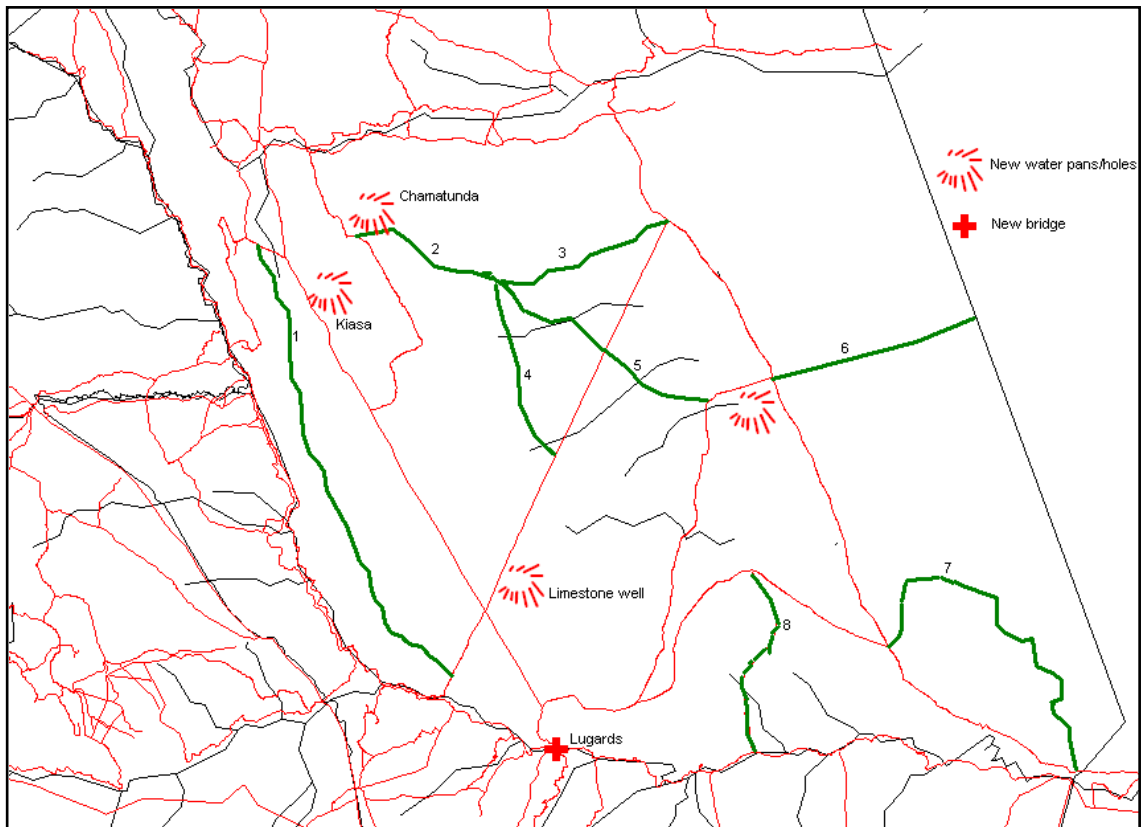 New water pans/holes
Chamatunda
New bridge
2
3
Kiasa
1
6
4
5
7
Limestone well
8
Lugards